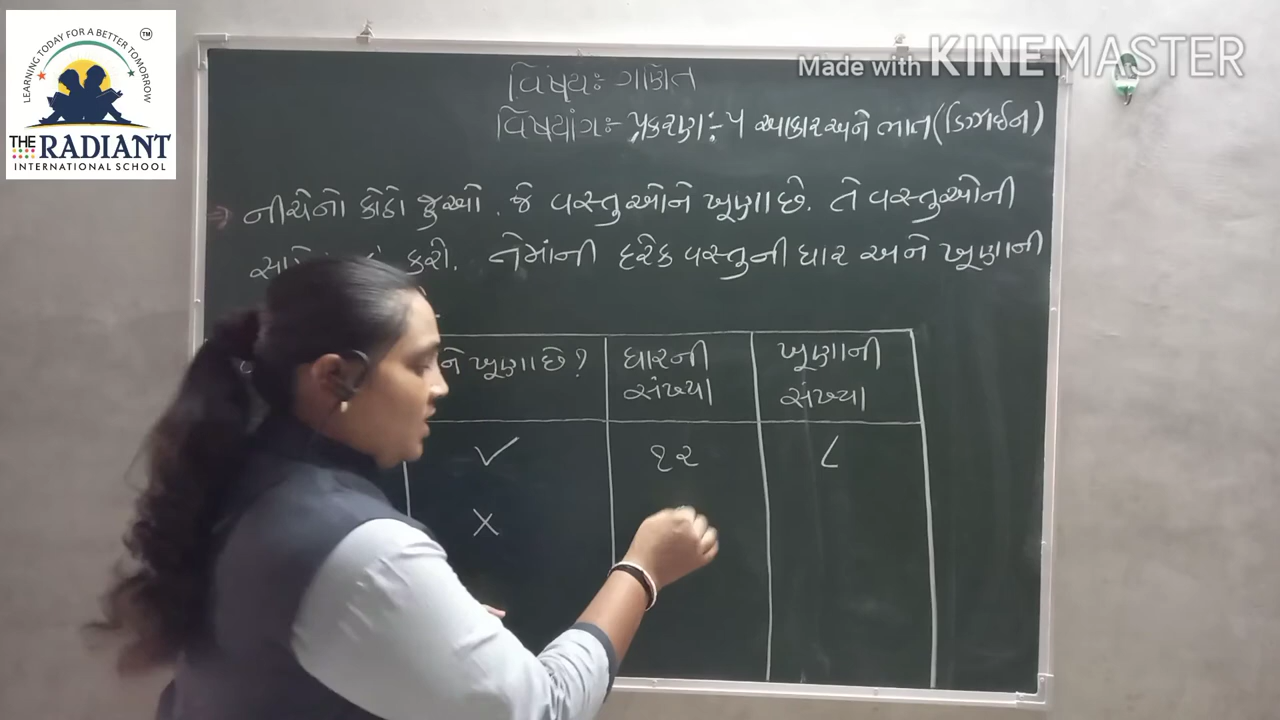 LEARNING TODAY FOR A BETTER TOMORROW
TM
THE RADIANT
INTERNATIONAL SCHOOL
Made with KINEMASTER
વિષય: ગણિત
વિષયાંગ:- પ્રકરણ:- ૫ આકાર અને ભાત (ડિઝાઈન)
નીચેનો કોઠો જુઓ. જે વસ્તુઓને ખૂણા છે. તે વસ્તુઓની
કરો. તેમાંની દરેક વસ્તુની ધાર અને ખૂણાની
ખૂણા છે? ધારની ખૂણાની
સંખ્યા સંખ્યા
✓ ૧૨ ૮
X